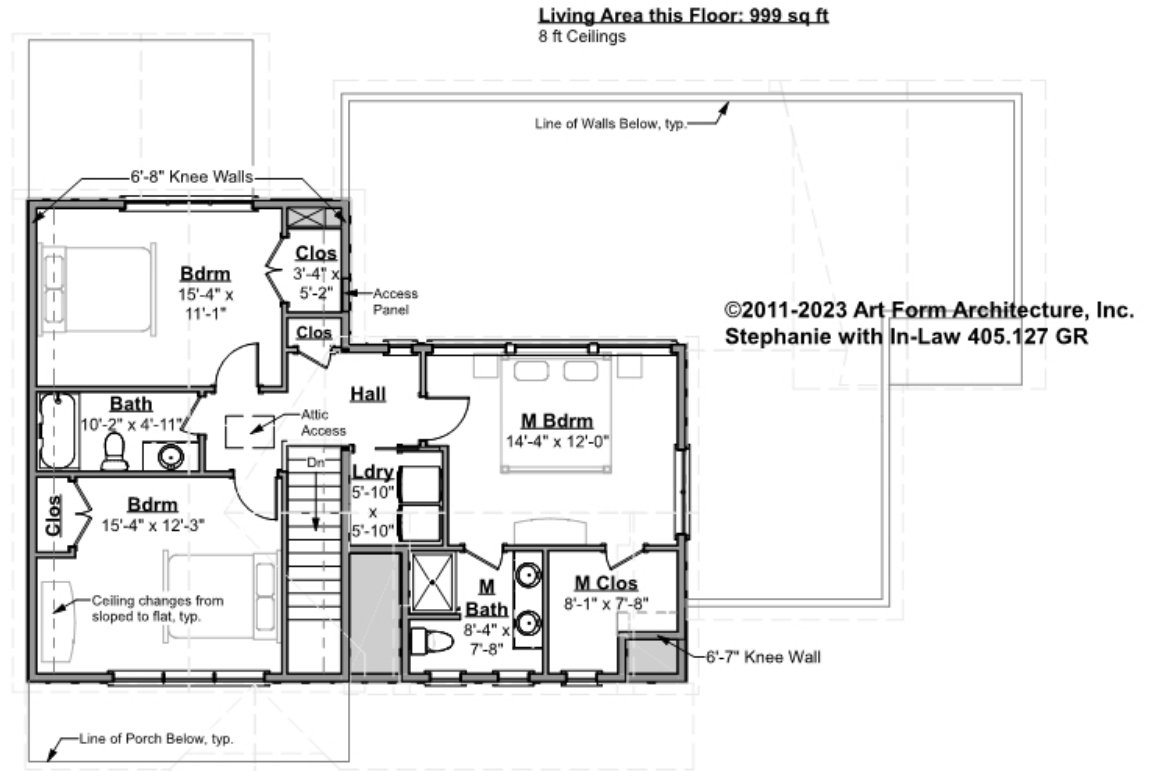 Living Area this Floor: 999 sq ft
8 ft Ceilings
Line of Walls Below, typ.
6'-8" Knee Walls
Clos
3'-4" x
5'-2"
Bdrm
15'-4" x
11'-1"
Access
Panel
©2011-2023 Art Form Architecture, Inc.
Stephanie with In-Law 405.127 GR
Clos
Hall
Bath
10'-2" x 4'-11"
Attic
Access
M Bdrm
14'-4" x 12'-0"
Dn
Ldry
5'-10"
x
5'-10"
Clos
Bdrm
15'-4" x 12'-3"
M
Bath
8'-4" x
7'-8"
M Clos
8'-1" x 7'-8"
Ceiling changes from
sloped to flat, typ.
6'-7" Knee Wall
Line of Porch Below, typ.